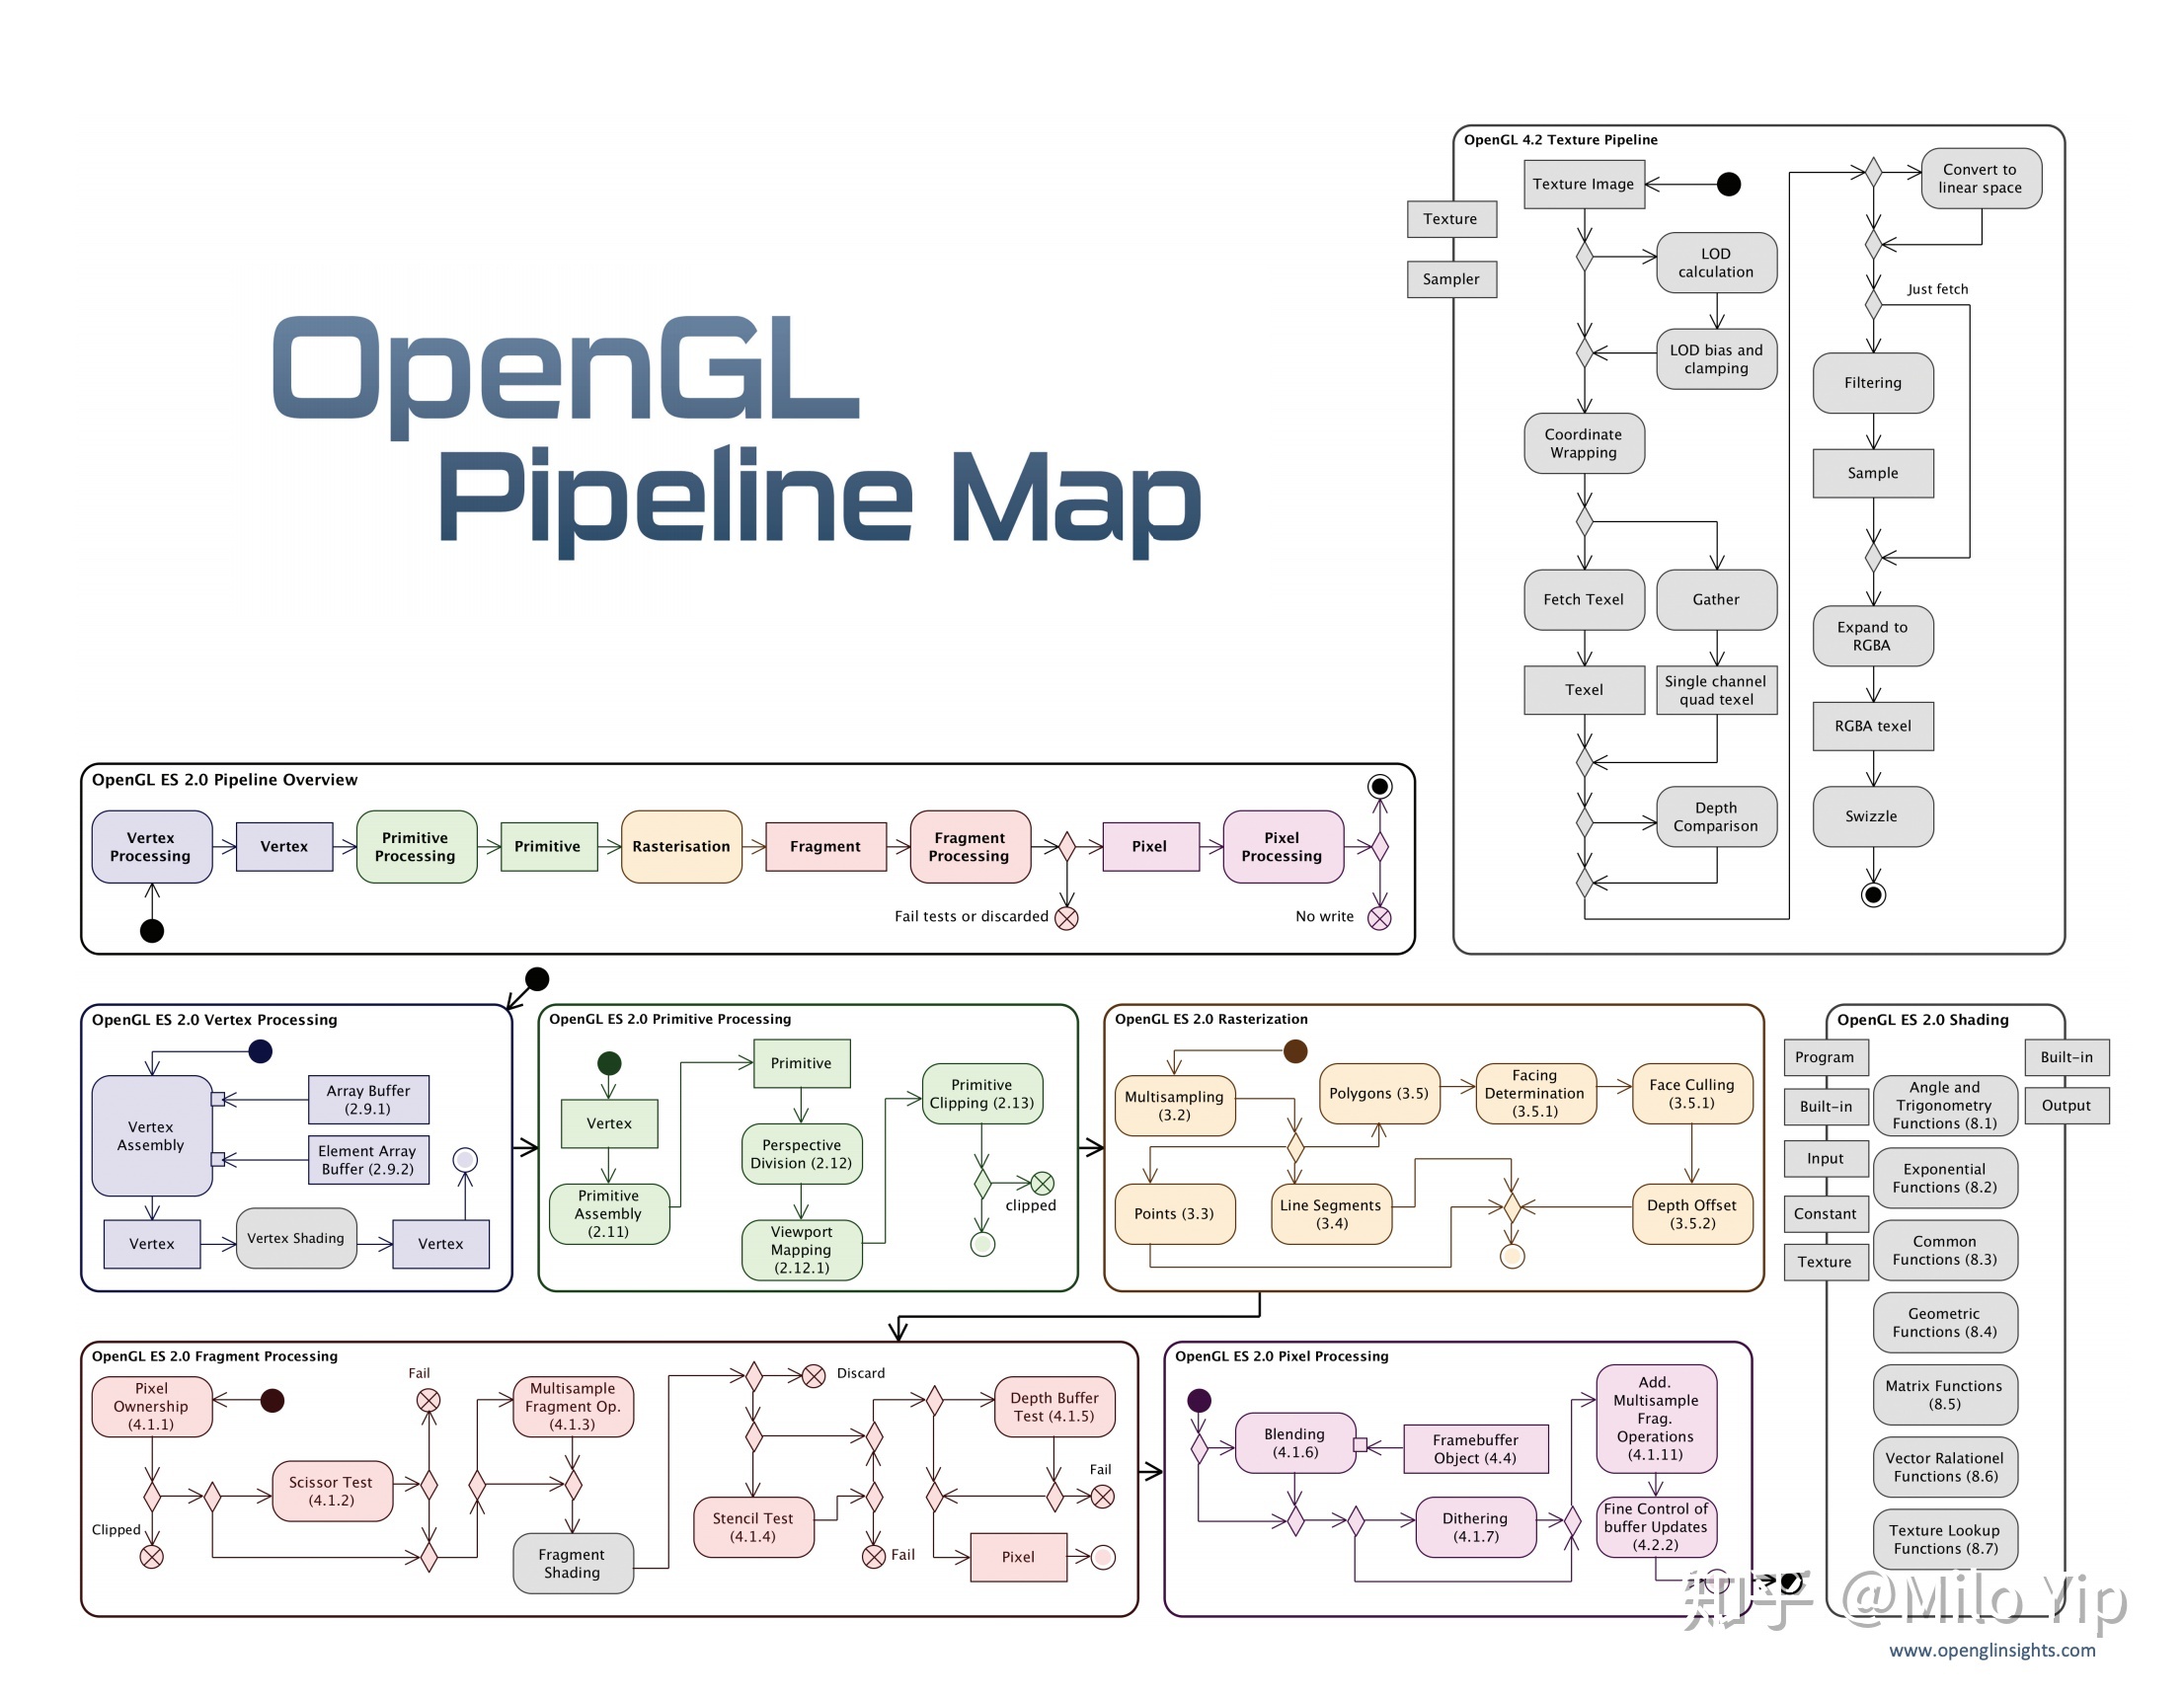 OpenGL
Pipeline Map
OpenGL 4.2 Texture Pipeline
Texture
Sampler
Texture Image
LOD
calculation
LOD bias and
clamping
Coordinate
Wrapping
Fetch Texel
Gather
Texel
Single channel
quad texel
Depth
Comparison
Convert to
linear space
Just fetch
Filtering
Sample
Expand to
RGBA
RGBA texel
Swizzle
OpenGL ES 2.0 Pipeline Overview
Vertex
Processing
Vertex
Primitive
Processing
Primitive
Rasterisation
Fragment
Fragment
Processing
Fail tests or discarded
Pixel
Pixel
Processing
No write
OpenGL ES 2.0 Vertex Processing
Vertex
Assembly
Array Buffer
(2.9.1)
Element Array
Buffer (2.9.2)
Vertex
Vertex Shading
Vertex
OpenGL ES 2.0 Primitive Processing
Vertex
Primitive
Assembly
(2.11)
Primitive
Perspective
Division (2.12)
Viewport
Mapping
(2.12.1)
Primitive
Clipping (2.13)
clipped
OpenGL ES 2.0 Rasterization
Multisampling
(3.2)
Polygons (3.5)
Facing
Determination
(3.5.1)
Face Culling
(3.5.1)
Points (3.3)
Line Segments
(3.4)
Depth Offset
(3.5.2)
OpenGL ES 2.0 Shading
Program
Built-in
Input
Constant
Texture
Built-in
Output
Angle and
Trigonometry
Functions (8.1)
Exponential
Functions (8.2)
Common
Functions (8.3)
Geometric
Functions (8.4)
Matrix Functions
(8.5)
Vector Ralationel
Functions (8.6)
Texture Lookup
Functions (8.7)
OpenGL ES 2.0 Fragment Processing
Pixel
Ownership
(4.1.1)
Clipped
Scissor Test
(4.1.2)
Fail
Multisample
Fragment Op.
(4.1.3)
Fragment
Shading
Discard
Stencil Test
(4.1.4)
Fail
Depth Buffer
Test (4.1.5)
Fail
Pixel
OpenGL ES 2.0 Pixel Processing
Blending
(4.1.6)
Framebuffer
Object (4.4)
Dithering
(4.1.7)
Add.
Multisample
Frag.
Operations
(4.1.11)
Fine Control of
buffer Updates
(4.2.2)
知乎 @Milo Yip
www.openglinsights.com